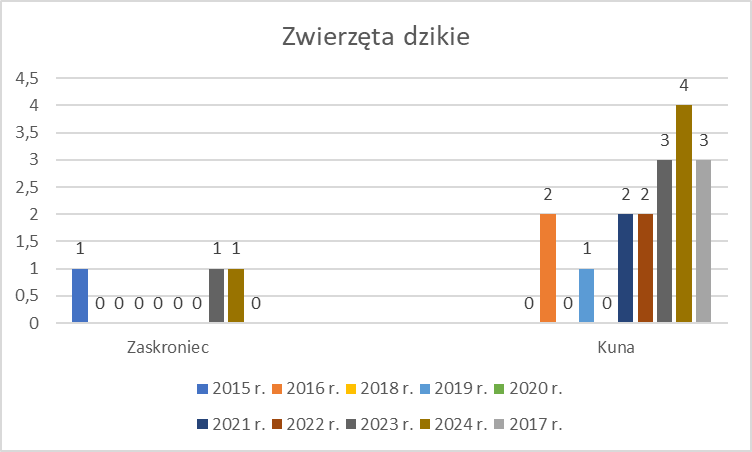 Zwierzęta dzikie
4,5
4
3,5
3
2,5
2
1,5
1
0,5
0
1 0 0 0 0 0 0 1 1 0
0 2 0 1 0 2 2 3 4 3
Zaskroniec Kuna
2015 r. 2016 r. 2018 r. 2019 r. 2020 r.
2021 r. 2022 r. 2023 r. 2024 r. 2017 r.